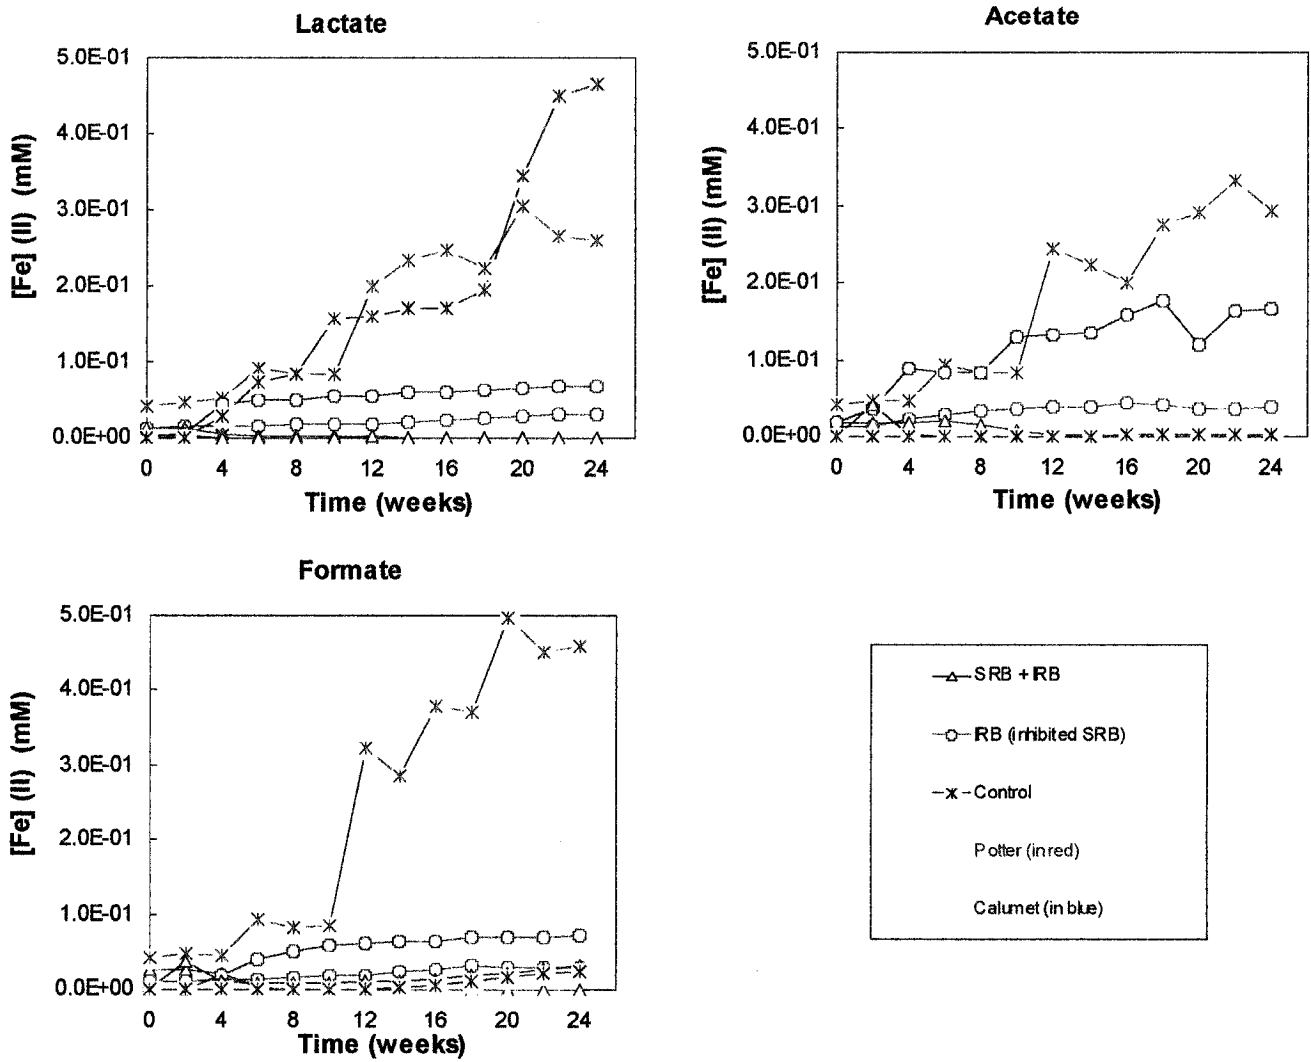 Lactate
5.0E-01
4.0E-01
3.0E-01
2.0E-01
1.0E-01
0.0E+00
[Fe] (II) (mM)
0 4 8 12 16 20 24
Time (weeks)
Acetate
5.0E-01
4.0E-01
3.0E-01
2.0E-01
1.0E-01
0.0E+00
[Fe] (II) (mM)
0 4 8 12 16 20 24
Time (weeks)
Formate
5.0E-01
4.0E-01
3.0E-01
2.0E-01
1.0E-01
0.0E+00
[Fe] (II) (mM)
0 4 8 12 16 20 24
Time (weeks)
SRB + IRB
IRB (inhibited SRB)
Control
Potter (in red)
Calumet (in blue)